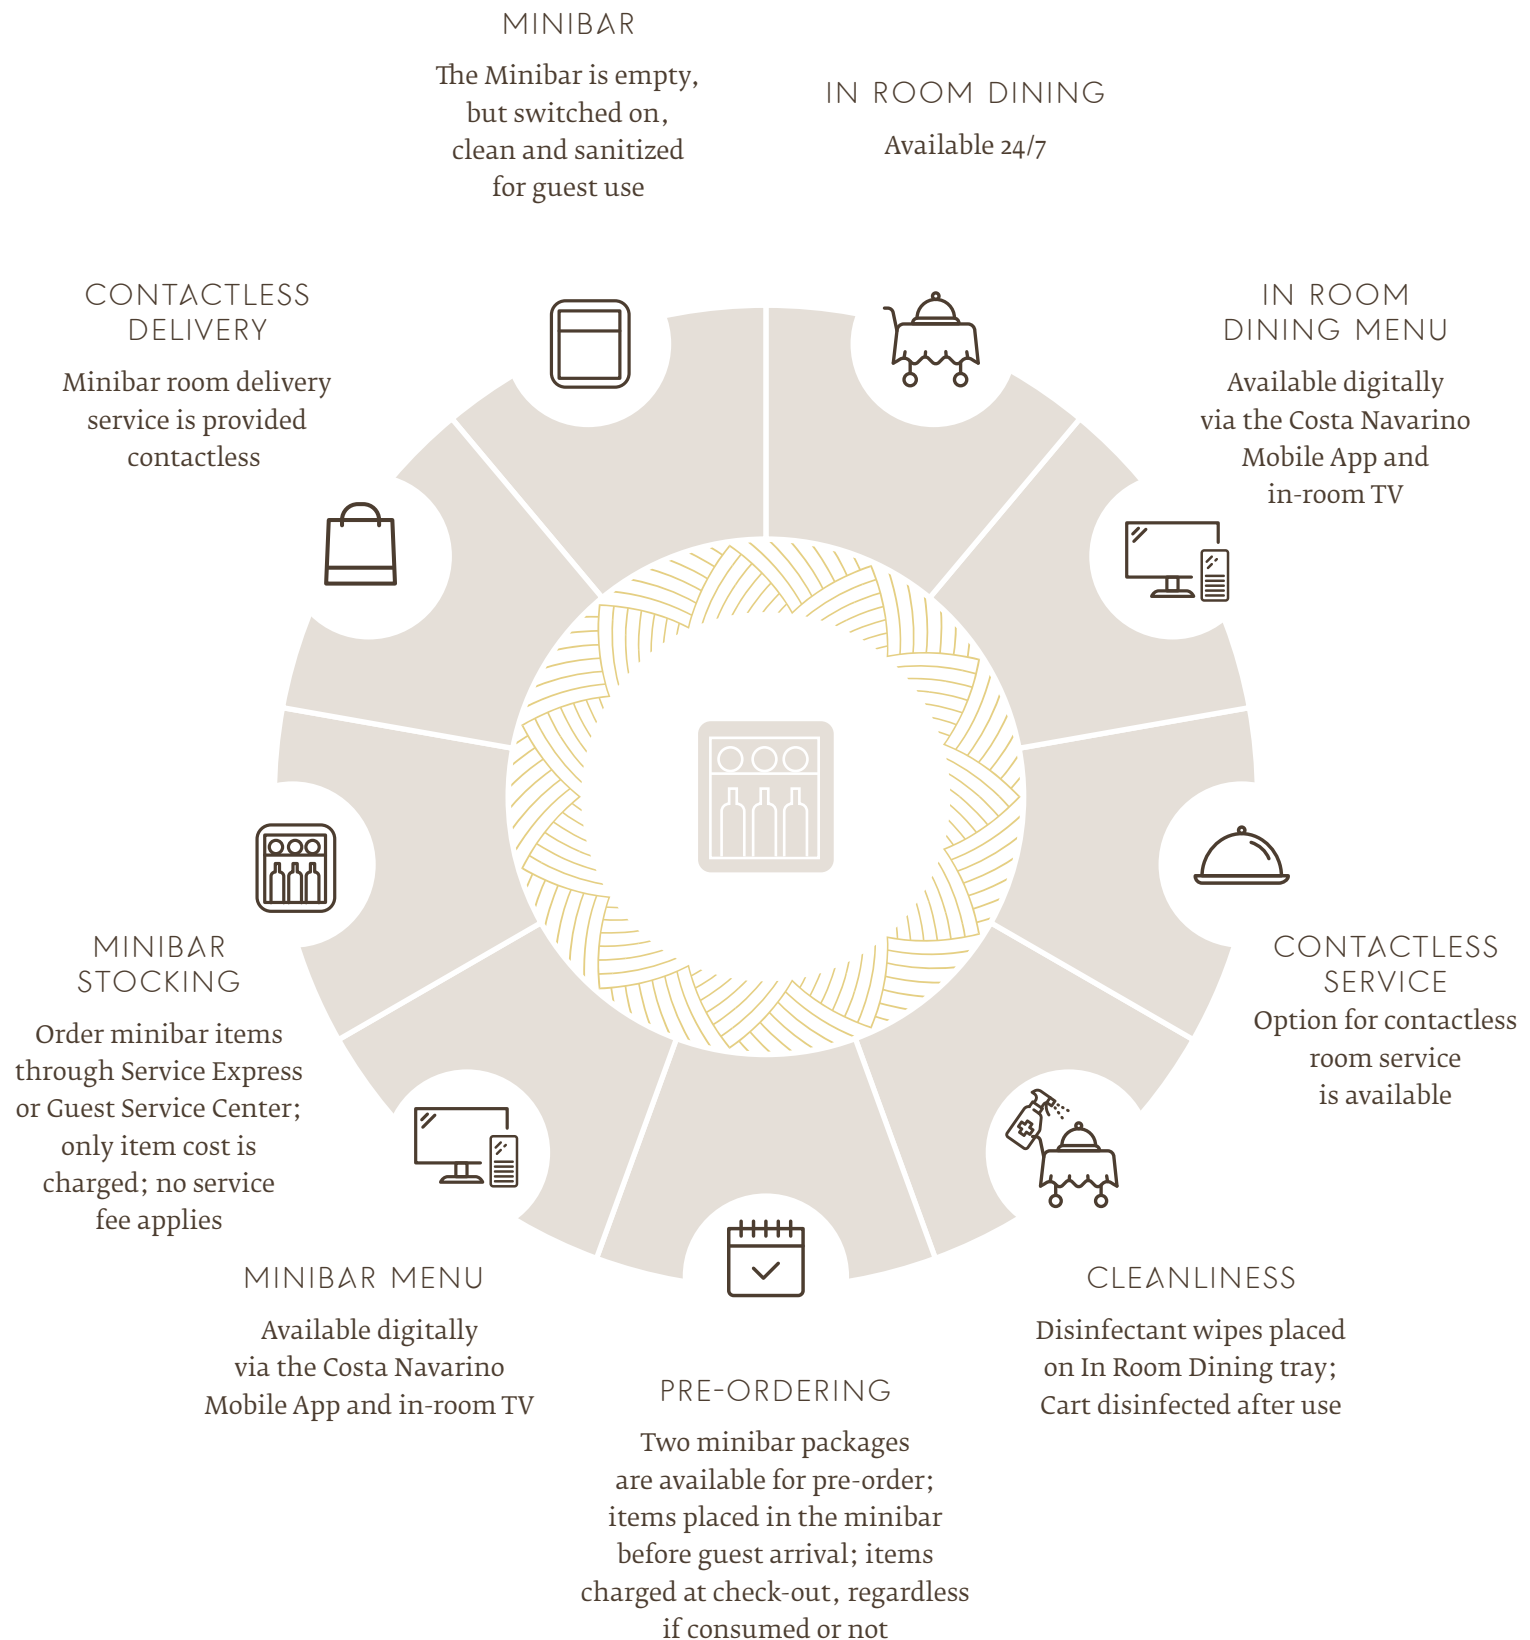 MINIBAR
The Minibar is empty,
but switched on,
clean and sanitized
for guest use
IN ROOM DINING
Available 24/7
IN ROOM
DINING MENU
Available digitally
via the Costa Navarino
Mobile App and
in-room TV
CONTACTLESS
SERVICE
Option for contactless
room service
is available
CLEANLINESS
Disinfectant wipes placed
on In Room Dining tray;
Cart disinfected after use
PRE-ORDERING
Two minibar packages
are available for pre-order;
items placed in the minibar
before guest arrival; items
charged at check-out, regardless
if consumed or not
MINIBAR MENU
Available digitally
via the Costa Navarino
Mobile App and in-room TV
MINIBAR
STOCKING
Order minibar items
through Service Express
or Guest Service Center;
only item cost is
charged; no service
fee applies
CONTACTLESS
DELIVERY
Minibar room delivery
service is provided
contactless